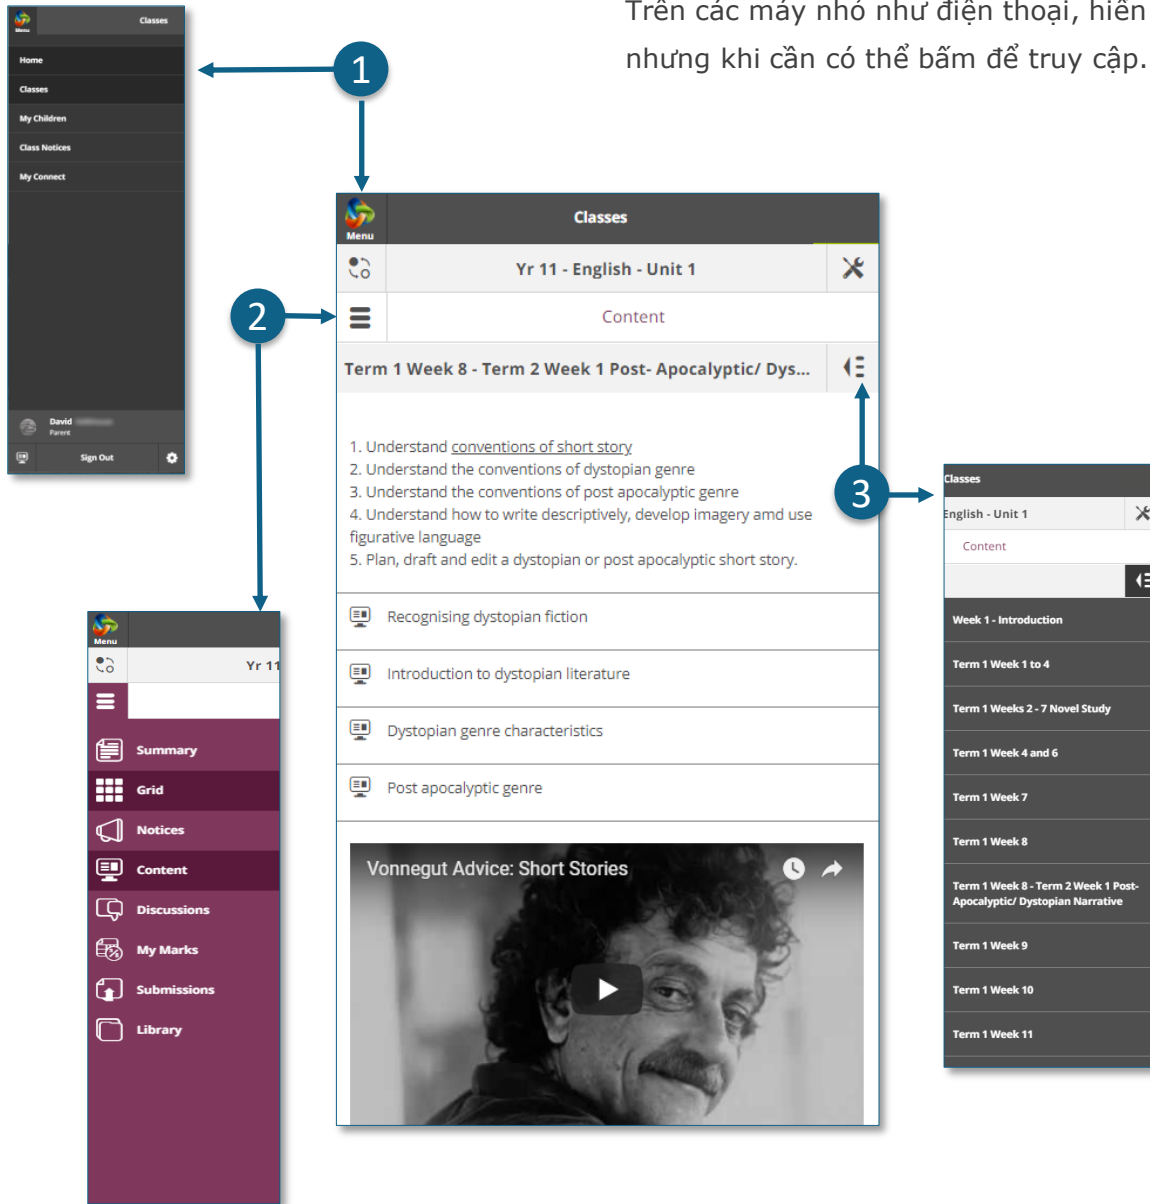 Trên các máy nhỏ như điện thoại, hiển
nhưng khi cần có thể bấm để truy cập.
1
Menu
Classes
Home
Classes
My Children
Class Notices
My Connect
David
Parent
Sign Out
Menu
Classes
Yr 11 - English - Unit 1
2
Content
Term 1 Week 8 - Term 2 Week 1 Post- Apocalyptic/ Dys...
1. Understand conventions of short story
2. Understand the conventions of dystopian genre
3. Understand the conventions of post apocalyptic genre
4. Understand how to write descriptively, develop imagery amd use
figurative language
5. Plan, draft and edit a dystopian or post apocalyptic short story.
Recognising dystopian fiction
Introduction to dystopian literature
Dystopian genre characteristics
Post apocalyptic genre
Vonnegut Advice: Short Stories
3
Menu
Yr 11
Summary
Grid
Notices
Content
Discussions
My Marks
Submissions
Library
Classes
English - Unit 1
Content
Week 1 - Introduction
Term 1 Week 1 to 4
Term 1 Weeks 2 - 7 Novel Study
Term 1 Week 4 and 6
Term 1 Week 7
Term 1 Week 8
Term 1 Week 8 - Term 2 Week 1 Post-
Apocalyptic/ Dystopian Narrative
Term 1 Week 9
Term 1 Week 10
Term 1 Week 11